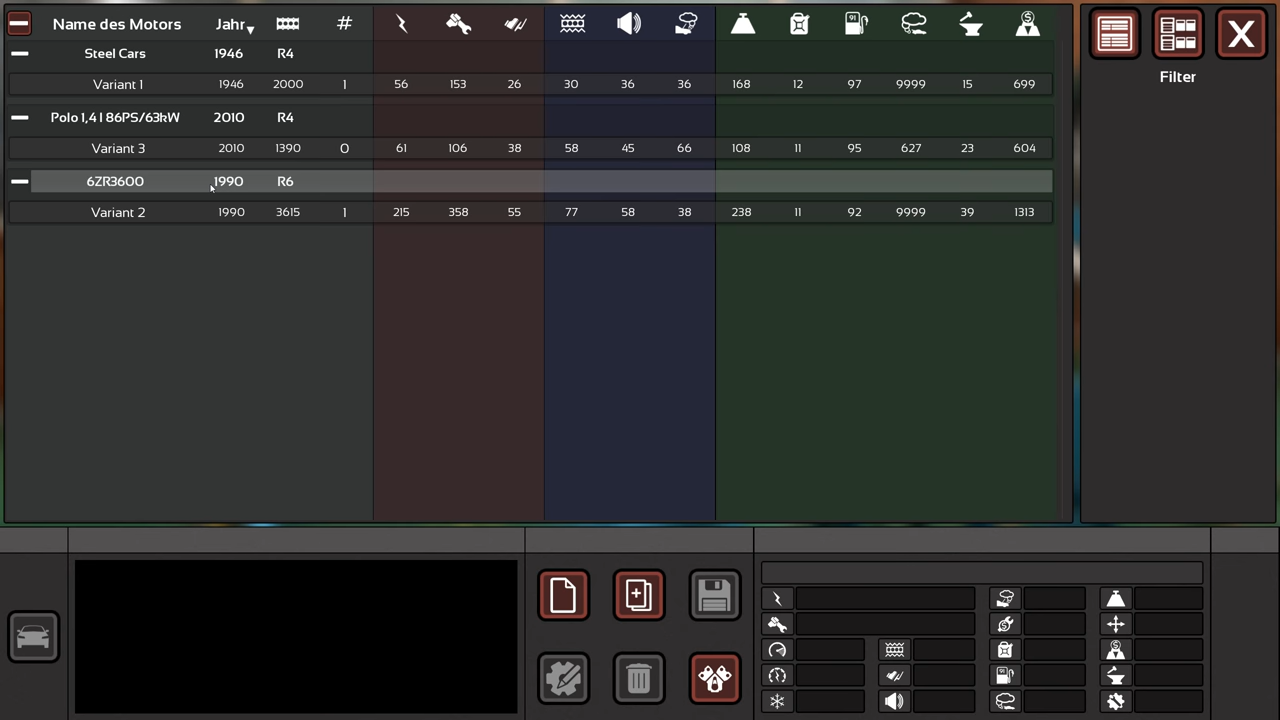 Name des Motors Jahr #
Filter
Steel Cars 1946 R4
Variant 1 1946 2000 1 56 153 26 30 36 36 168 12 97 9999 15 699
Polo 1,4 l 86PS/63kW 2010 R4
Variant 3 2010 1390 0 61 106 38 58 45 66 108 11 95 627 23 604
6ZR3600 1990 R6
Variant 2 1990 3615 1 215 358 55 77 58 38 238 11 92 9999 39 1313